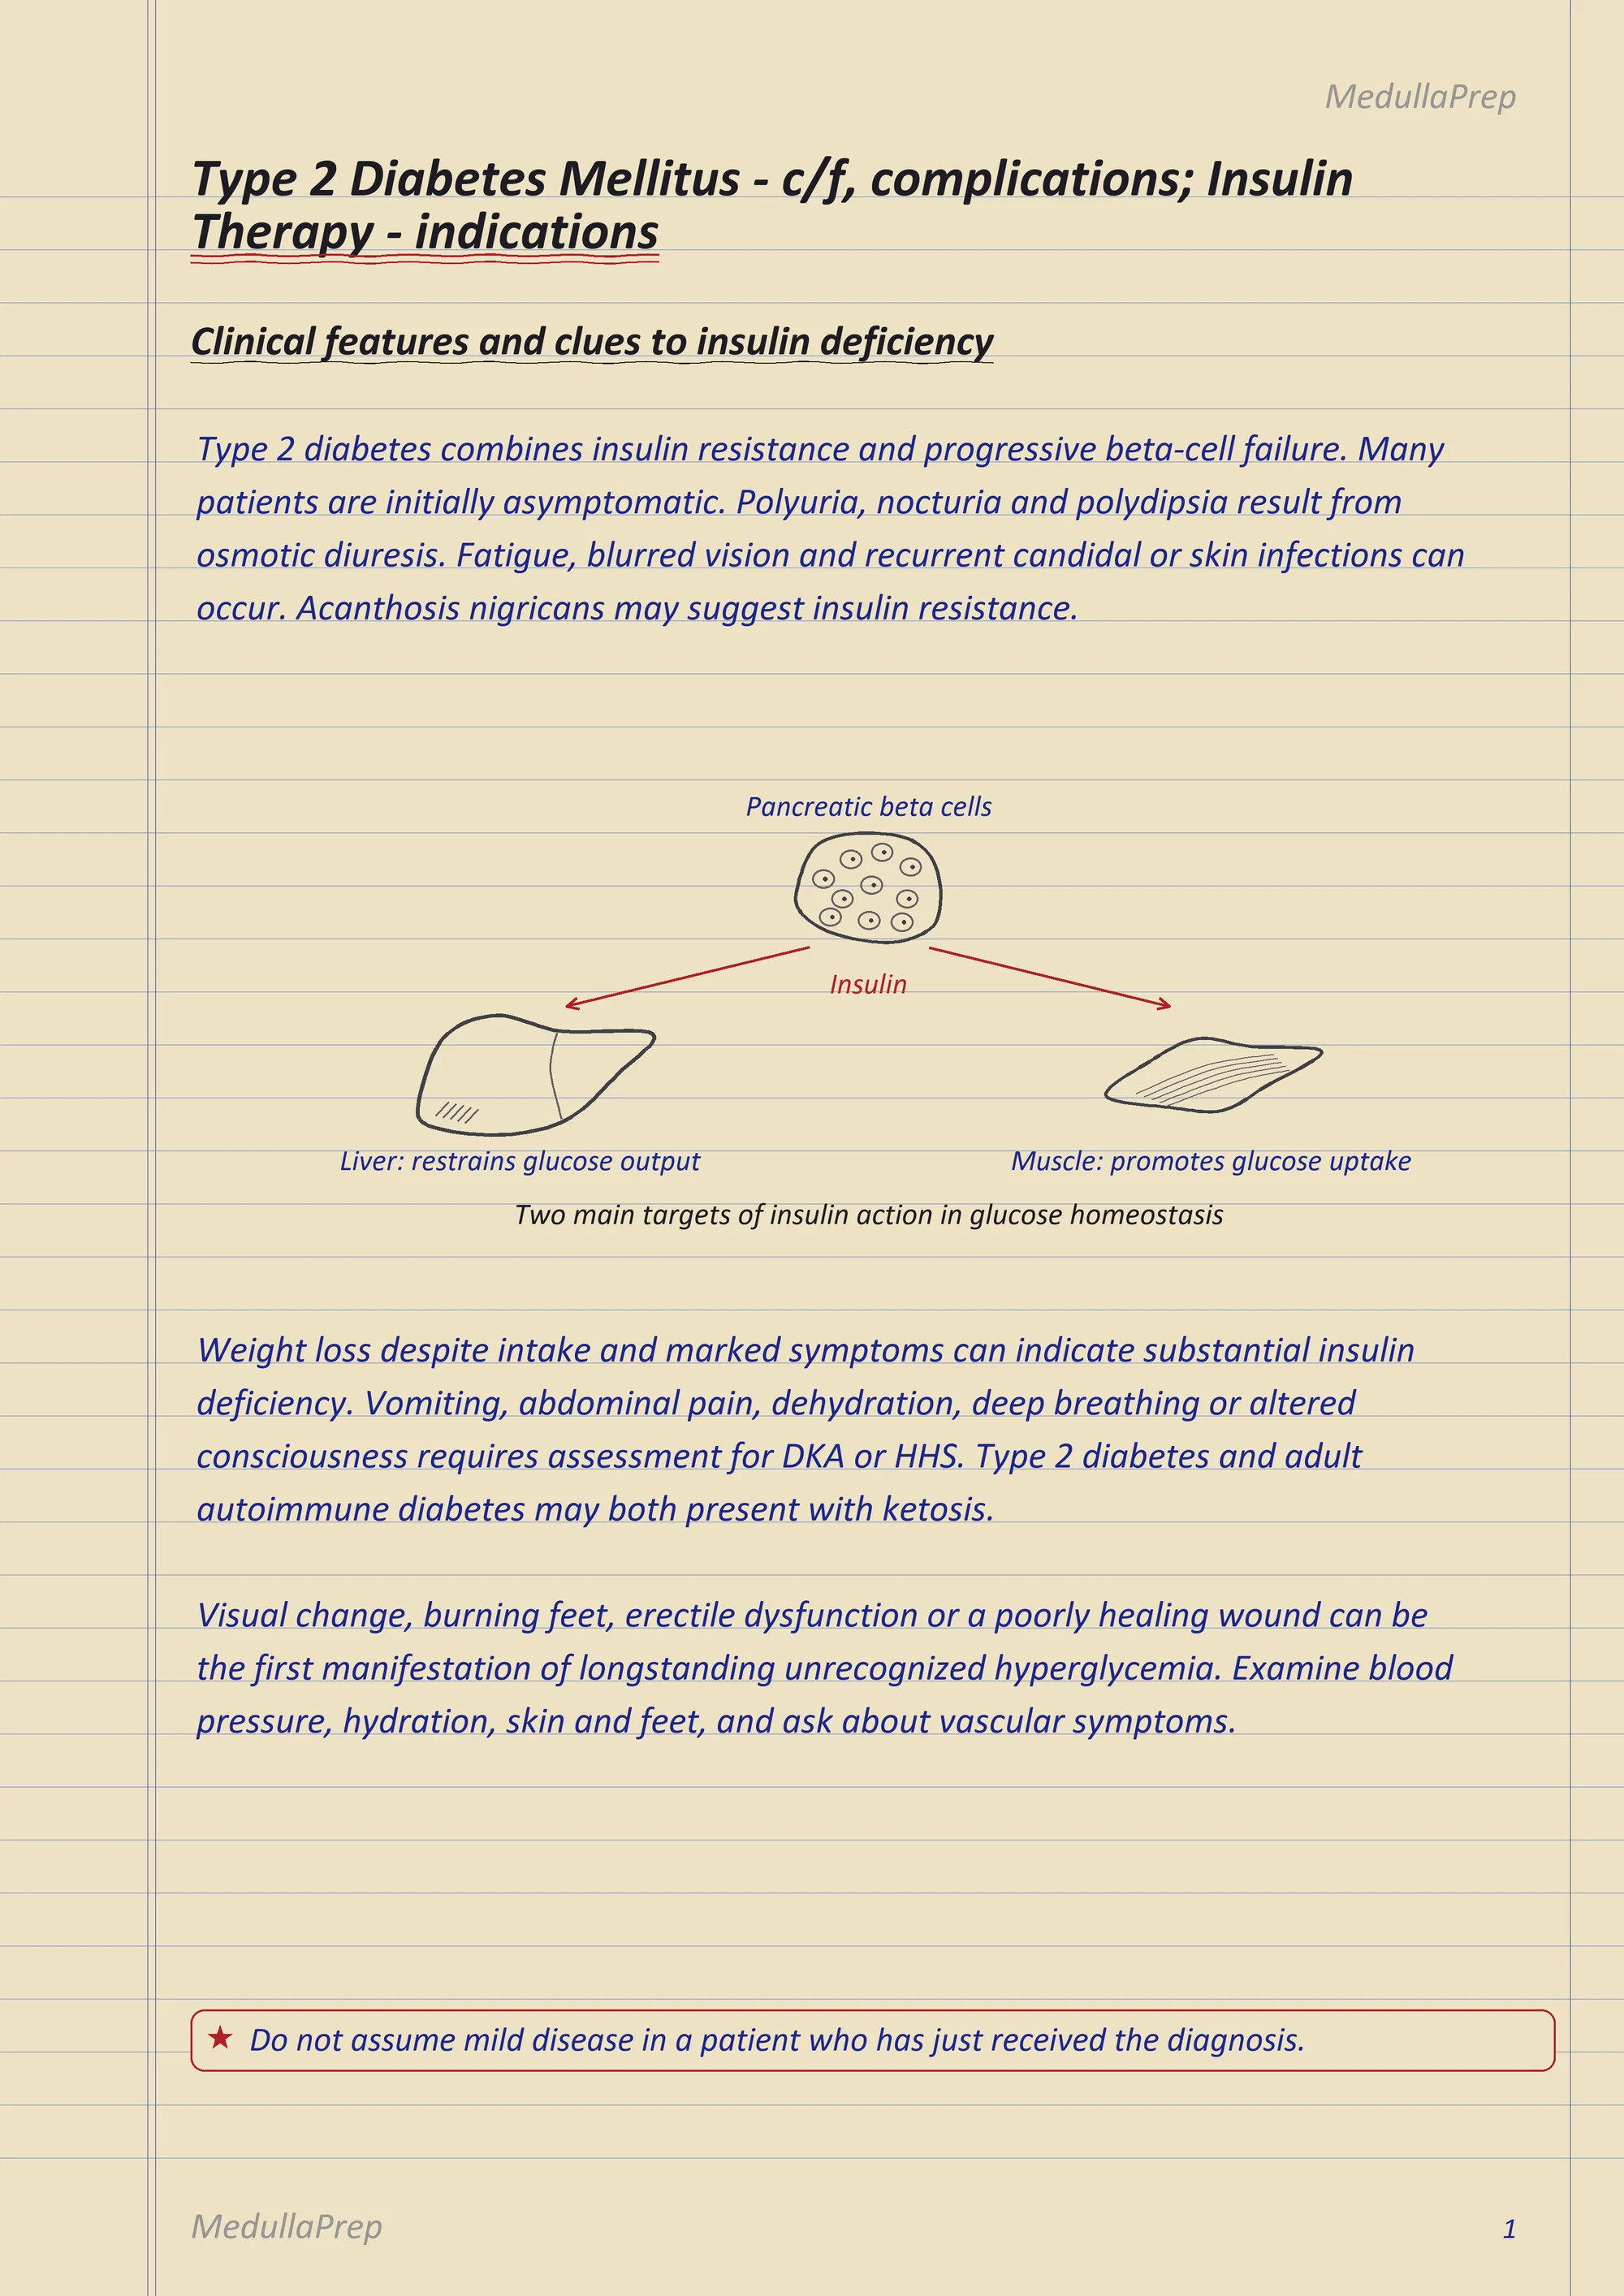 MedullaPrep
Type 2 Diabetes Mellitus - c/f, complications; Insulin
Therapy - indications
Clinical features and clues to insulin deficiency
Type 2 diabetes combines insulin resistance and progressive beta-cell failure. Many
patients are initially asymptomatic. Polyuria, nocturia and polydipsia result from
osmotic diuresis. Fatigue, blurred vision and recurrent candidal or skin infections can
occur. Acanthosis nigricans may suggest insulin resistance.
Pancreatic beta cells
Insulin
Liver: restrains glucose output
Muscle: promotes glucose uptake
Two main targets of insulin action in glucose homeostasis
Weight loss despite intake and marked symptoms can indicate substantial insulin
deficiency. Vomiting, abdominal pain, dehydration, deep breathing or altered
consciousness requires assessment for DKA or HHS. Type 2 diabetes and adult
autoimmune diabetes may both present with ketosis.
Visual change, burning feet, erectile dysfunction or a poorly healing wound can be
the first manifestation of longstanding unrecognized hyperglycemia. Examine blood
pressure, hydration, skin and feet, and ask about vascular symptoms.
★ Do not assume mild disease in a patient who has just received the diagnosis.
MedullaPrep
1